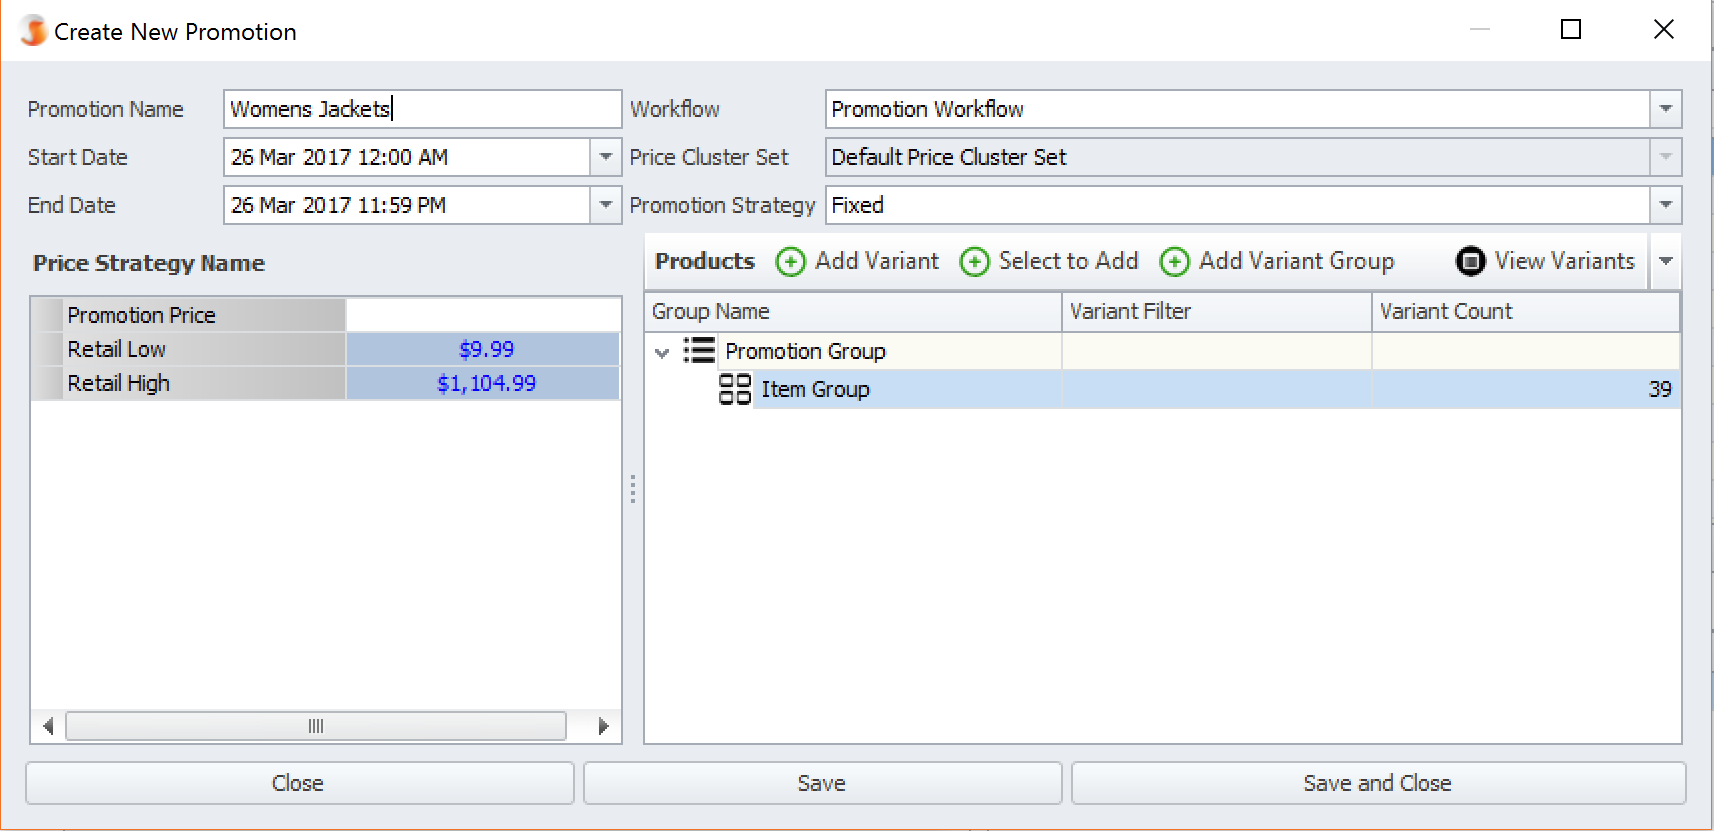 Create New Promotion
Promotion Name Womens Jackets Workflow Promotion Workflow
Start Date 26 Mar 2017 12:00 AM Price Cluster Set Default Price Cluster Set
End Date 26 Mar 2017 11:59 PM Promotion Strategy Fixed
Price Strategy Name
Promotion Price
Retail Low $9.99
Retail High $1,104.99
Products Add Variant Select to Add Add Variant Group View Variants
Group Name Variant Filter Variant Count
Promotion Group
Item Group 39
Close Save Save and Close